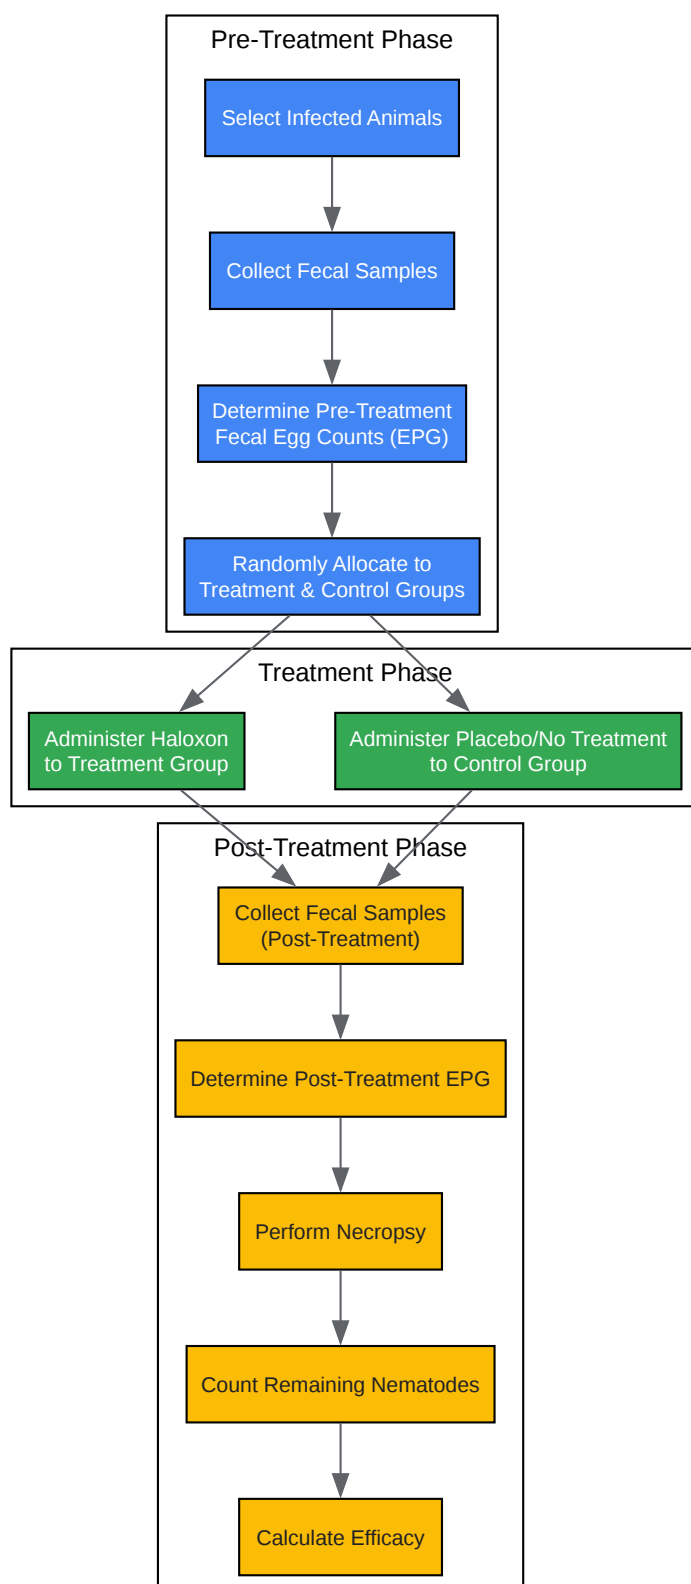 Pre-Treatment Phase
Select Infected Animals
Collect Fecal Samples
Determine Pre-Treatment
Fecal Egg Counts (EPG)
Randomly Allocate to
Treatment & Control Groups
Treatment Phase
Administer Haloxon
to Treatment Group
Administer Placebo/No Treatment
to Control Group
Post-Treatment Phase
Collect Fecal Samples
(Post-Treatment)
Determine Post-Treatment EPG
Perform Necropsy
Count Remaining Nematodes
Calculate Efficacy